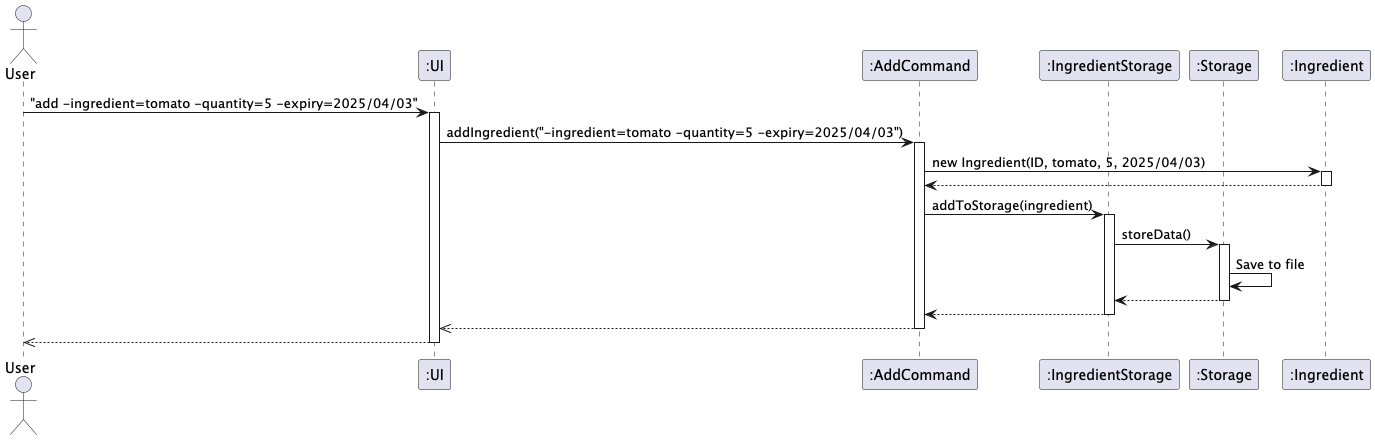 User
:UI
:AddCommand
:IngredientStorage
:Storage
:Ingredient
"add -ingredient=tomato -quantity=5 -expiry=2025/04/03"
addIngredient("-ingredient=tomato -quantity=5 -expiry=2025/04/03")
new Ingredient(ID, tomato, 5, 2025/04/03)
addToStorage(ingredient)
storeData()
Save to file
User
:UI
:AddCommand
:IngredientStorage
:Storage
:Ingredient